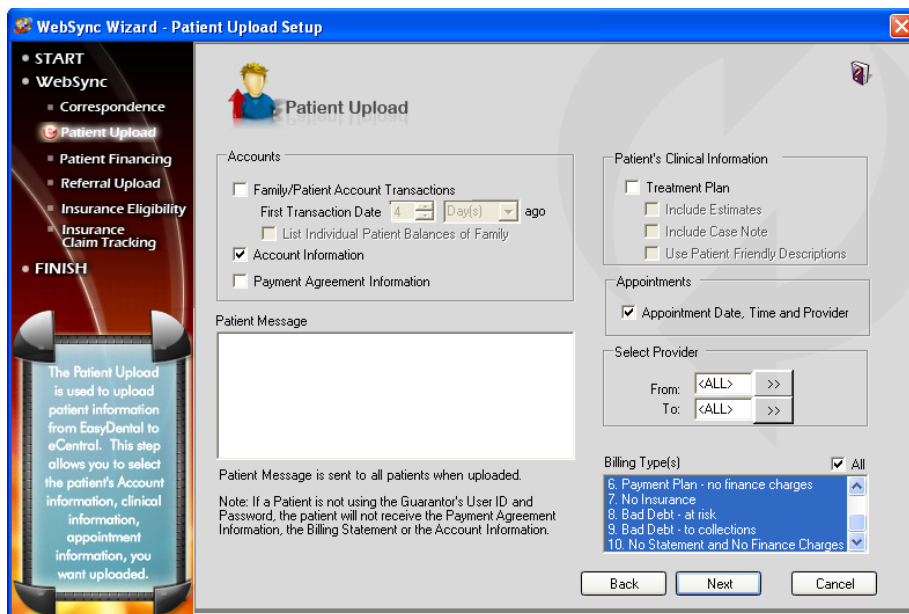 WebSync Wizard - Patient Upload Setup
START
WebSync
Correspondence
Patient Upload
Patient Financing
Referral Upload
Insurance Eligibility
Insurance
Claim Tracking
FINISH
The Patient Upload
is used to upload
patient information
from EasyDental to
eCentral. This step
allows you to select
the patient's Account
information, clinical
information,
appointment
information, you
want uploaded.
Patient Upload
Accounts
Family/Patient Account Transactions
First Transaction Date 4 Day(s) ago
List Individual Patient Balances of Family
Account Information
Payment Agreement Information
Patient Message
Patient Message is sent to all patients when uploaded.
Note: If a Patient is not using the Guarantor's User ID and
Password, the patient will not receive the Payment Agreement
Information, the Billing Statement or the Account Information.
Patient's Clinical Information
Treatment Plan
Include Estimates
Include Case Note
Use Patient Friendly Descriptions
Appointments
Appointment Date, Time and Provider
Select Provider
From: <ALL> >>
To: <ALL> >>
Billing Type(s) All
6. Payment Plan - no finance charges
7. No Insurance
8. Bad Debt - at risk
9. Bad Debt - to collections
10. No Statement and No Finance Charges
Back Next Cancel